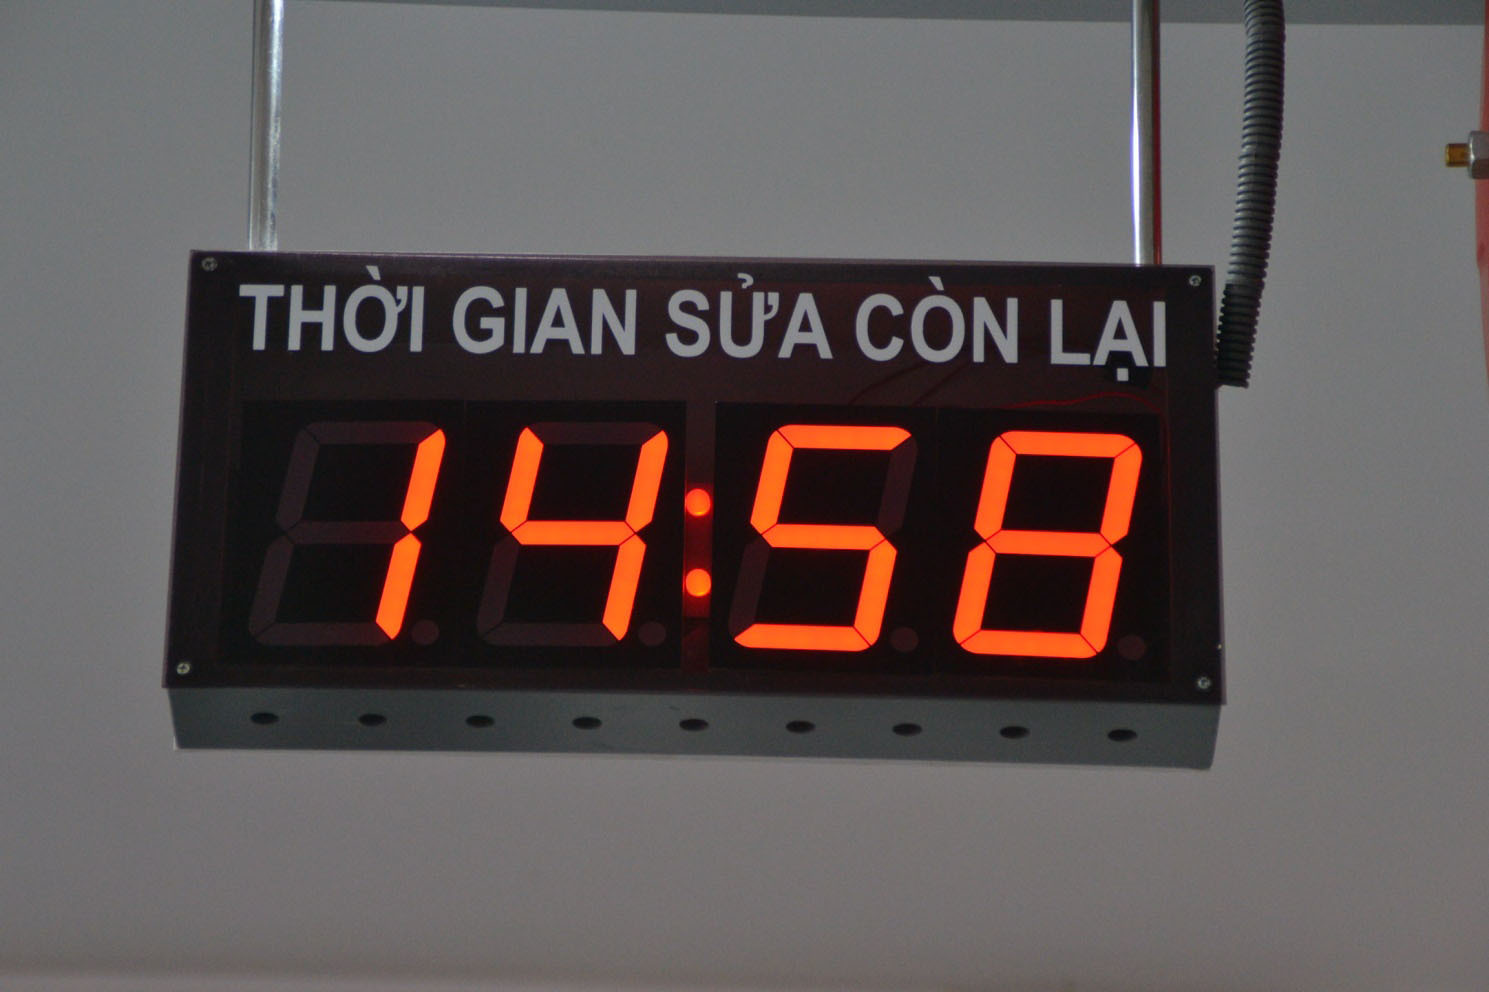 THỜI GIAN SỬA CÒN LẠI
14:58